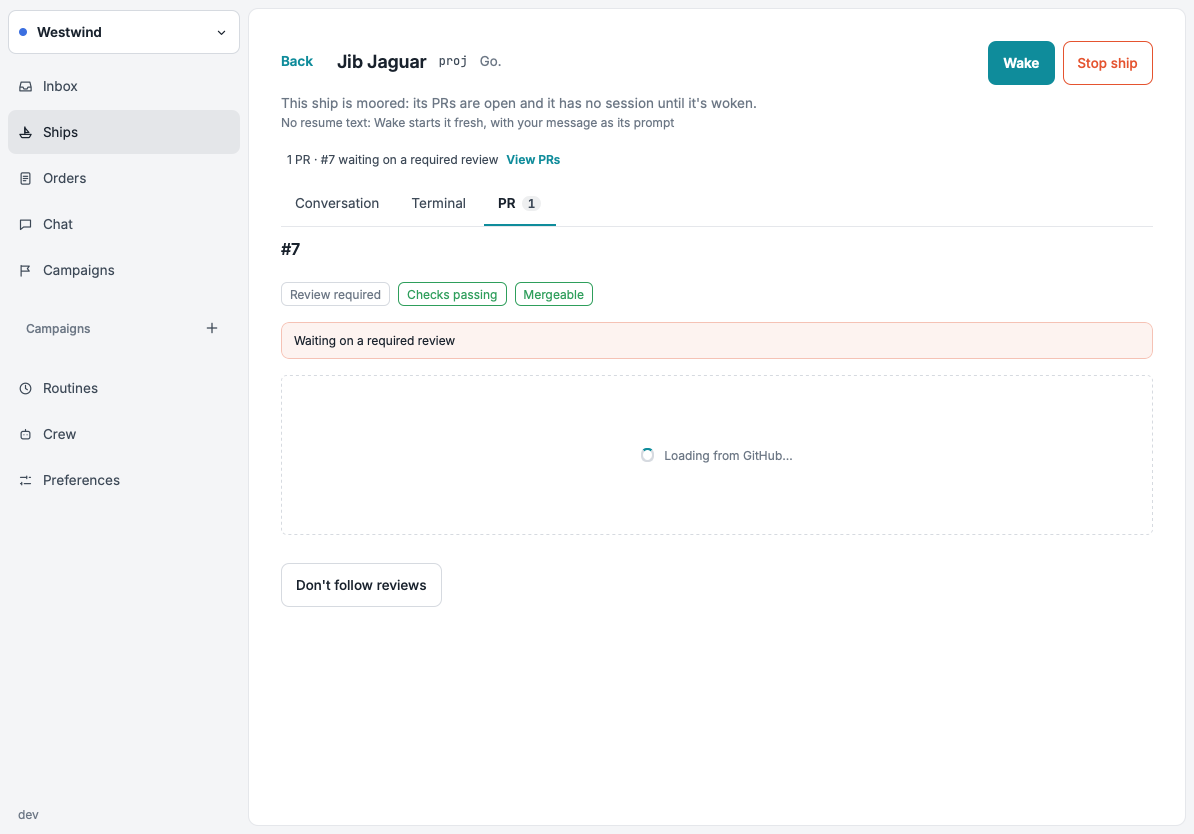 Westwind
Inbox
Ships
Orders
Chat
Campaigns
Campaigns
Routines
Crew
Preferences
dev
Back Jib Jaguar proj Go.
Wake Stop ship
This ship is moored: its PRs are open and it has no session until it's woken.
No resume text: Wake starts it fresh, with your message as its prompt
1 PR · #7 waiting on a required review View PRs
Conversation Terminal PR 1
#7
Review required Checks passing Mergeable
Waiting on a required review
Loading from GitHub...
Don't follow reviews